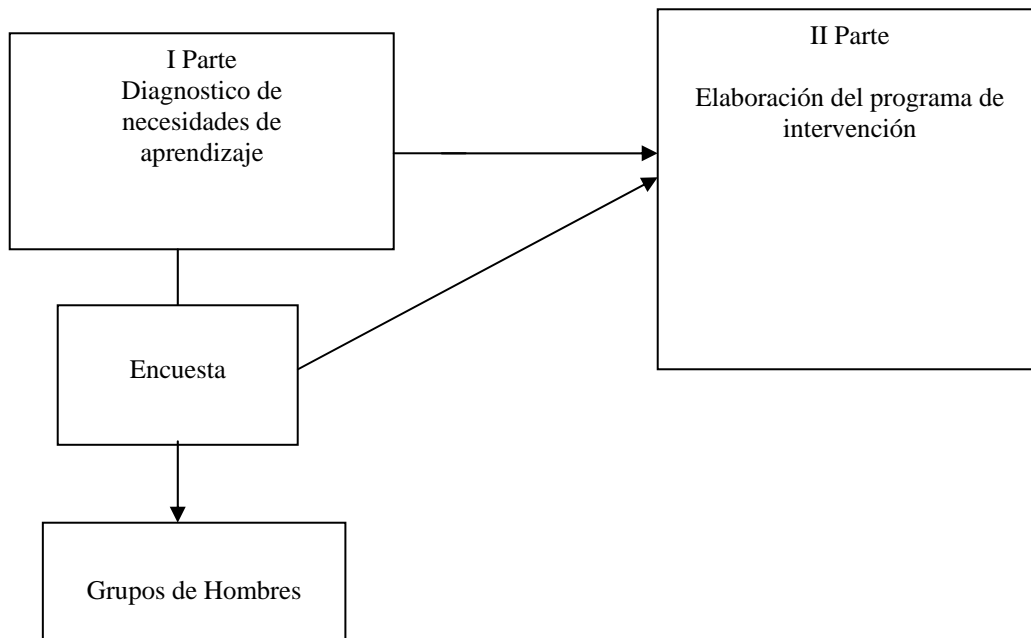 I Parte
Diagnostico de
necesidades de
aprendizaje
II Parte
Elaboración del programa de
intervención
Encuesta
Grupos de Hombres